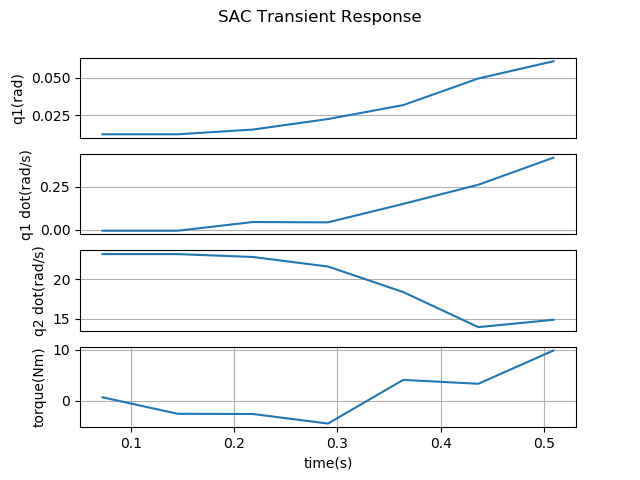 SAC Transient Response
q1(rad)
0.050
0.025
q1 dot(rad/s)
0.25
0.00
q2 dot(rad/s)
20
15
torque(Nm)
10
0
0.1 0.2 0.3 0.4 0.5
time(s)